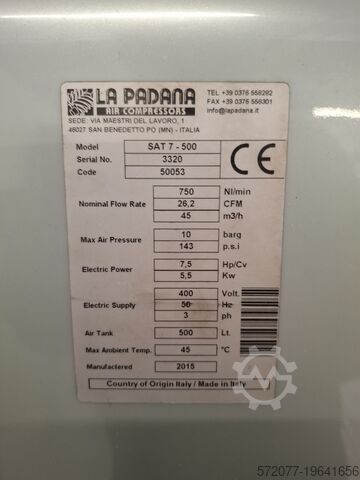 LA PADANA
AIR COMPRESSORS
TEL +39 0376 558282
FAX +39 0376 558301
info@lapadana.it
SEDE: VIA MAESTRI DEL LAVORO, 1
46027 SAN BENEDETTO PO (MN) - ITALIA
Model SAT 7 - 500
Serial No. 3320
Code 50053
CE
750 Nl/min
Nominal Flow Rate 26,2 CFM
45 m3/h
Max Air Pressure 10 barg
143 p.s.i
Electric Power 7,5 Hp/Cv
5,5 Kw
400 Volt.
Electric Supply 50 Hz
3 ph
Air Tank 500 Lt.
Max Ambient Temp. 45 °C
Manufactered 2015
Country of Origin Italy / Made in Italy
572077-19641656